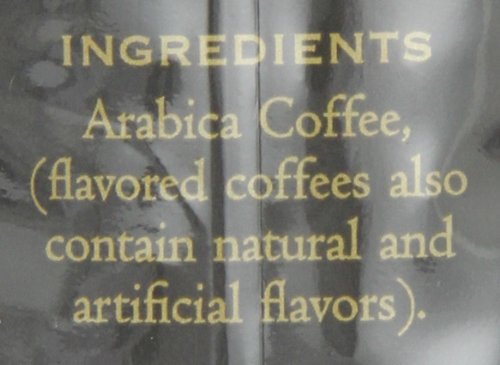 INGREDIENTS
Arabica Coffee,
(flavored coffees also
contain natural and
artificial flavors).